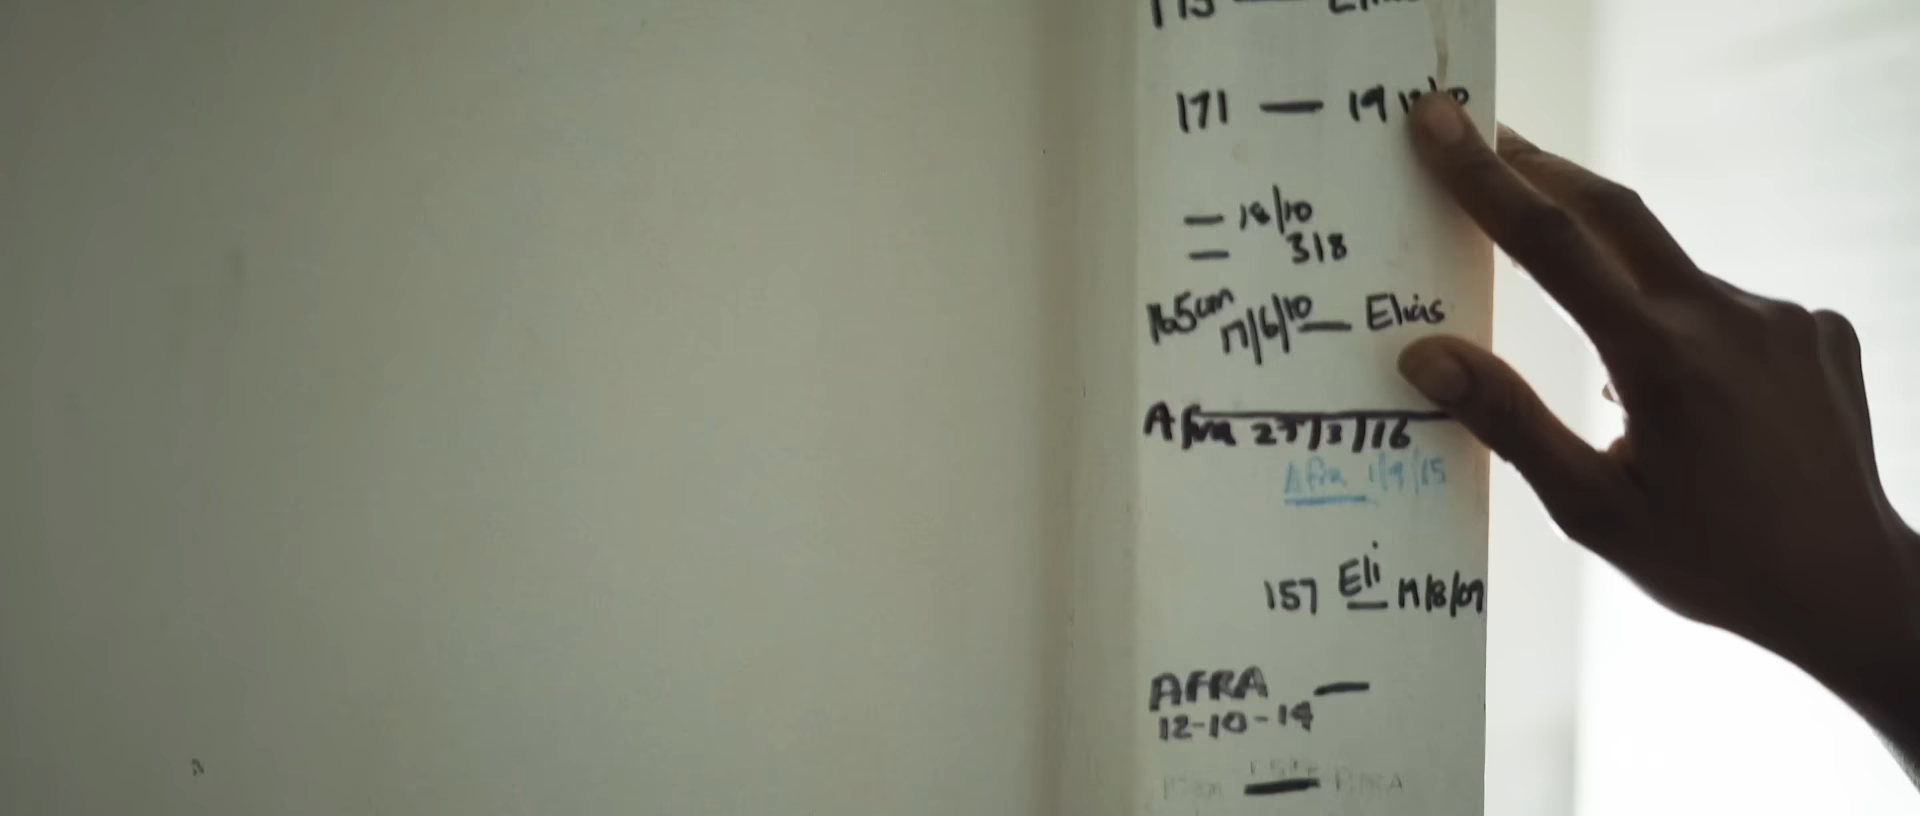 171 — 19
— 18/10
— 318
165cm 17/6/10 — Elias
Afra 27/3/16
Afra 1/9/15
157 Eli — 17/8/09
AFRA —
12-10-14